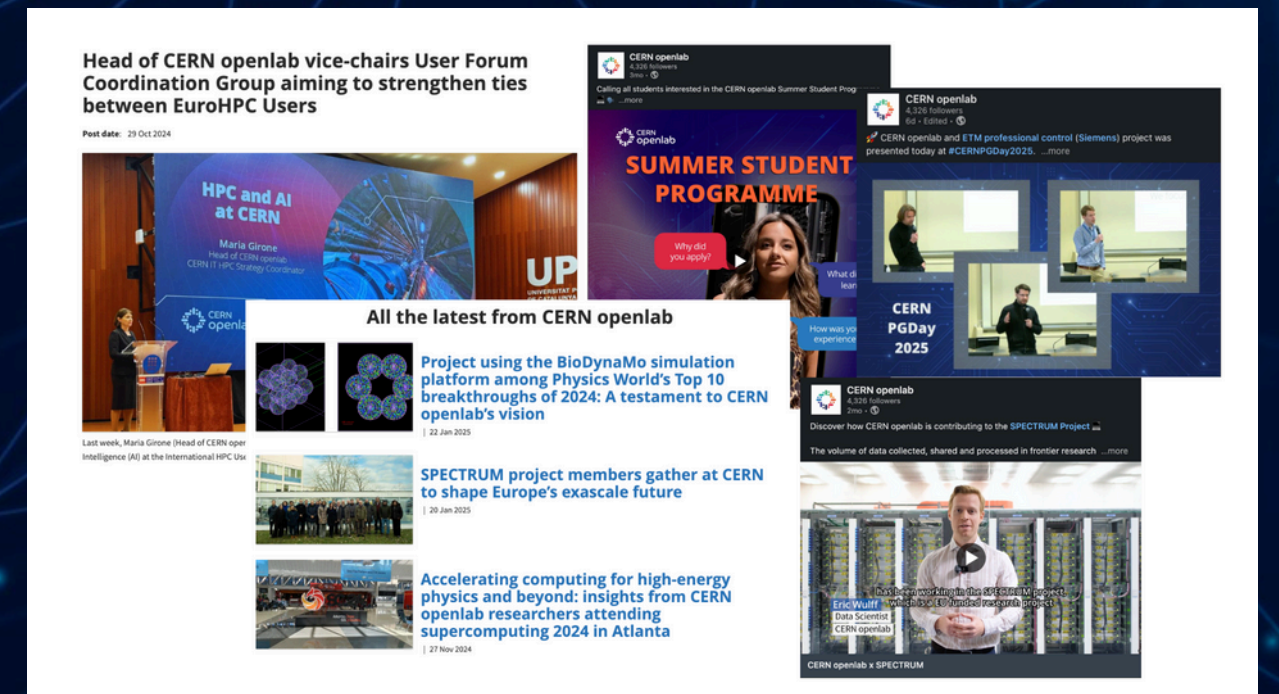 Head of CERN openlab vice-chairs User Forum
Coordination Group aiming to strengthen ties
between EuroHPC Users
Post date: 29 Oct 2024
HPC and AI
at CERN
Maria Girone
Head of CERN openlab
CERN IT HPC Strategy Coordinator
CERN
openla
UP
UNIVERSITAT P
DE CATALUNYA
Last week, Maria Girone (Head of CERN oper
Intelligence (AI) at the International HPC Use
CERN openlab
4,326 followers
3mo •
Calling all students interested in the CERN openlab Summer Student Prog
...more
CERN
openlab
SUMMER STUDENT
PROGRAMME
Why did
you apply?
What di
lear
How was you
experience
CERN openlab
4,326 followers
6d • Edited •
🚀 CERN openlab and ETM professional control (Siemens) project was
presented today at #CERNPGDay2025. ...more
CERN
PGDay
2025
All the latest from CERN openlab
Project using the BioDynaMo simulation
platform among Physics World's Top 10
breakthroughs of 2024: A testament to CERN
openlab's vision
| 22 Jan 2025
SPECTRUM project members gather at CERN
to shape Europe's exascale future
| 20 Jan 2025
Accelerating computing for high-energy
physics and beyond: insights from CERN
openlab researchers attending
supercomputing 2024 in Atlanta
| 27 Nov 2024
CERN openlab
4,326 followers
2mo •
Discover how CERN openlab is contributing to the SPECTRUM Project 💻
The volume of data collected, shared and processed in frontier research ...more
has been working in the SPECTRUM project
which is a EU funded research project
Eric Wulff
Data Scientist
CERN openlab
CERN openlab x SPECTRUM